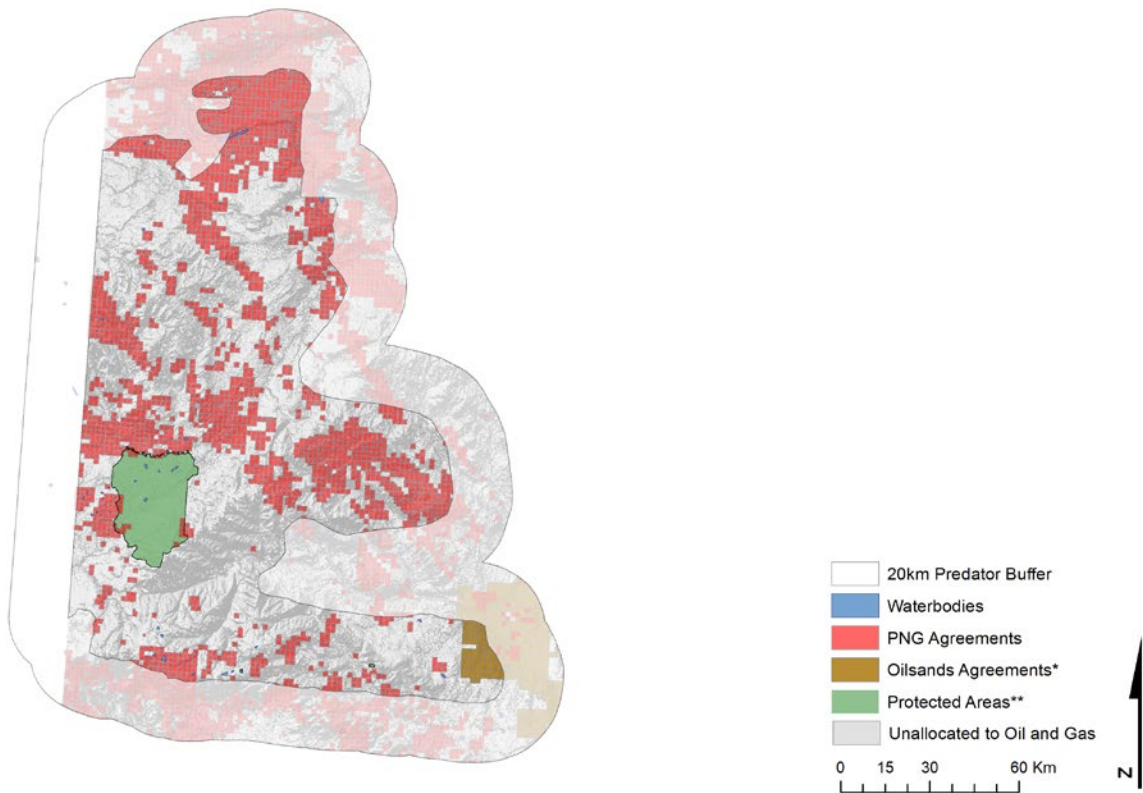 20km Predator Buffer
Waterbodies
PNG Agreements
Oilsands Agreements*
Protected Areas**
Unallocated to Oil and Gas
0 15 30 60 Km
N